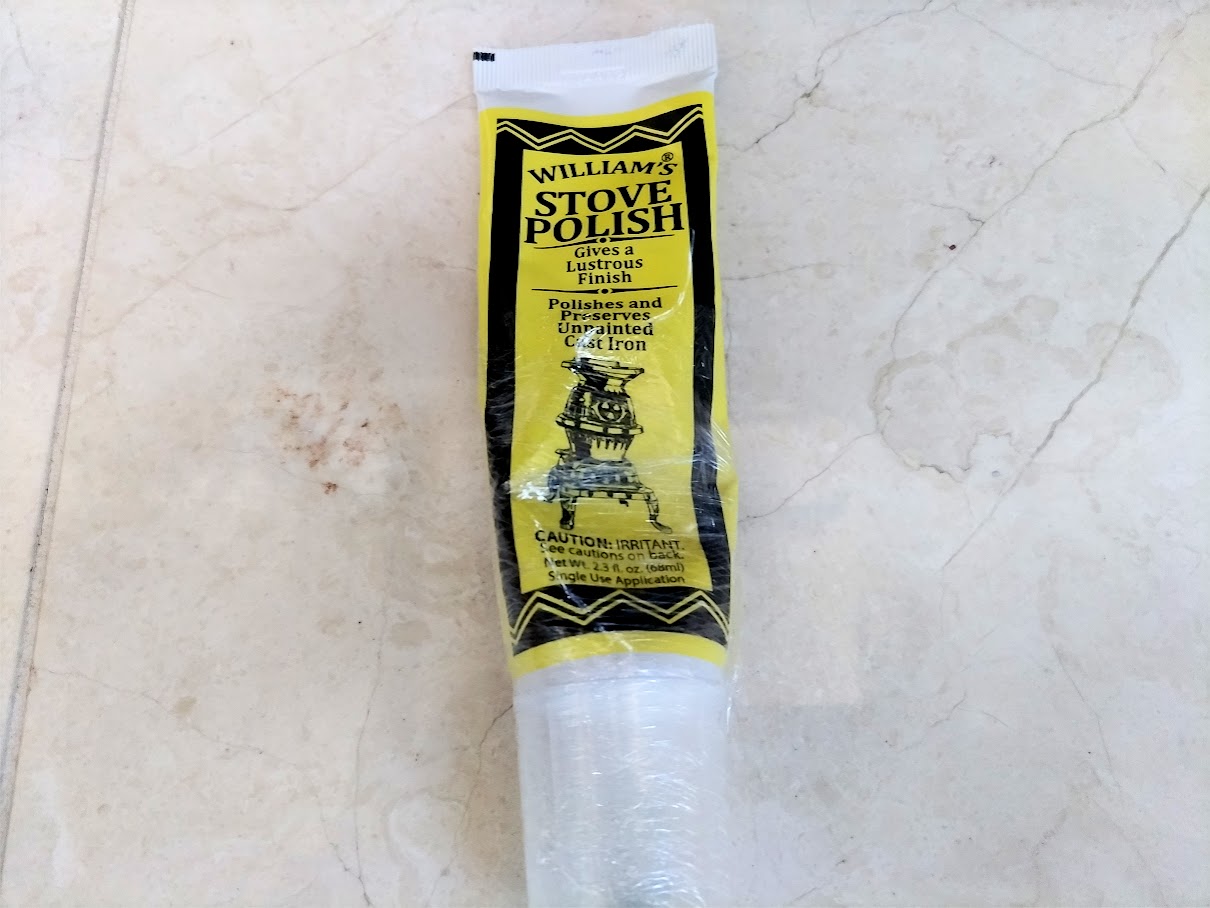 WILLIAM'S®
STOVE
POLISH
Gives a
Lustrous
Finish
Polishes and
Preserves
Unpainted
Cast Iron
CAUTION: IRRITANT.
See cautions on back.
Net Wt. 2.3 fl. oz. (68ml)
Single Use Application